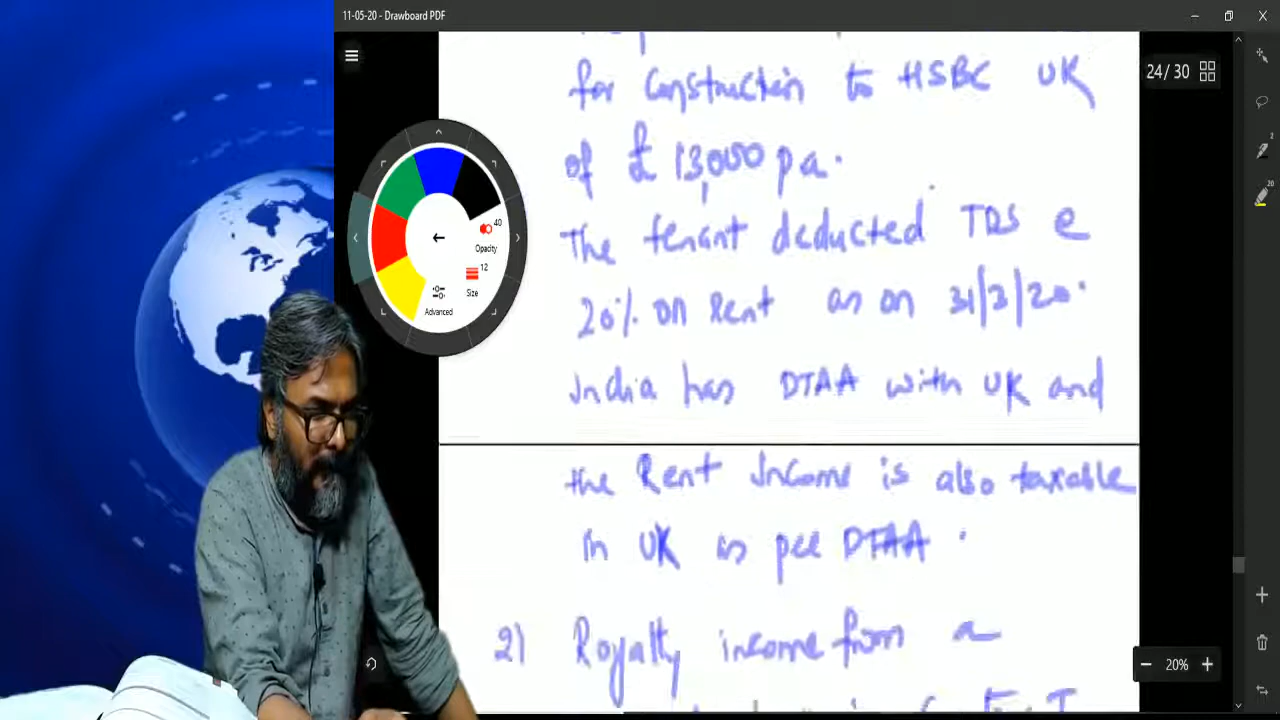 11-05-20 - Drawboard PDF
24/30
for Construction to HSBC UK
of £ 13,000 pa.
40
Opacity
12
Size
Advanced
The tenant deducted TDS @
20% on Rent as on 31/3/20.
India has DTAA with UK and
the Rent Income is also taxable
in UK as per DTAA.
2) Royalty income from a
20%
2
20